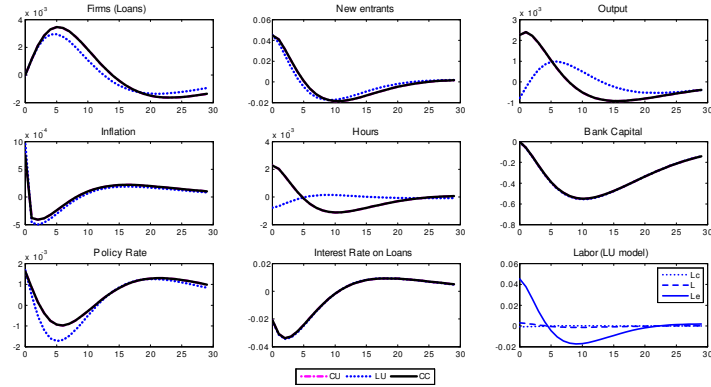 Firms (Loans)
New entrants
Output
x 10^-3
x 10^-3
4
2
0
-2
0 5 10 15 20 25 30
0.06
0.04
0.02
0
-0.02
0 5 10 15 20 25 30
3
2
1
0
-1
0 5 10 15 20 25 30
Inflation
Hours
Bank Capital
x 10^-4
x 10^-3
10
5
0
-5
0 5 10 15 20 25 30
4
2
0
-2
0 5 10 15 20 25 30
0
-0.2
-0.4
-0.6
-0.8
0 5 10 15 20 25 30
Policy Rate
Interest Rate on Loans
Labor (LU model)
x 10^-3
2
1
0
-1
-2
0 5 10 15 20 25 30
0.02
0
-0.02
-0.04
0 5 10 15 20 25 30
0.06
0.04
0.02
0
-0.02
0 5 10 15 20 25 30
Lc
L
Le
CU LU CC